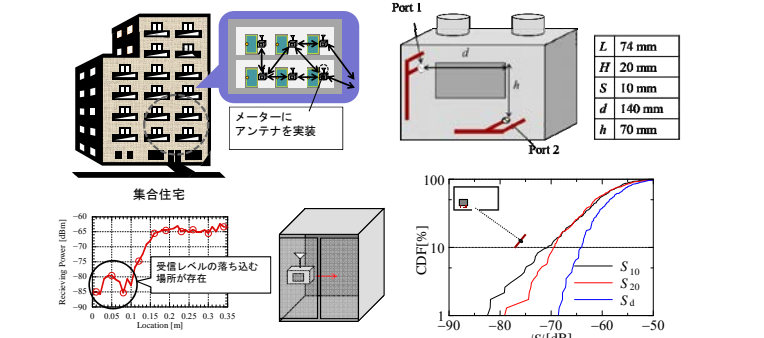 メーターに
アンテナを実装
集合住宅
Port 1
d
h
Port 2
L 74 mm
H 20 mm
S 10 mm
d 140 mm
h 70 mm
Recieving Power [dBm]
−60
−65
−70
−75
−80
−85
−90
0 0.05 0.1 0.15 0.2 0.25 0.3 0.35
Location [m]
受信レベルの落ち込む
場所が存在
CDF[%]
100
10
1
−90 −80 −70 −60 −50
S10
S20
Sd